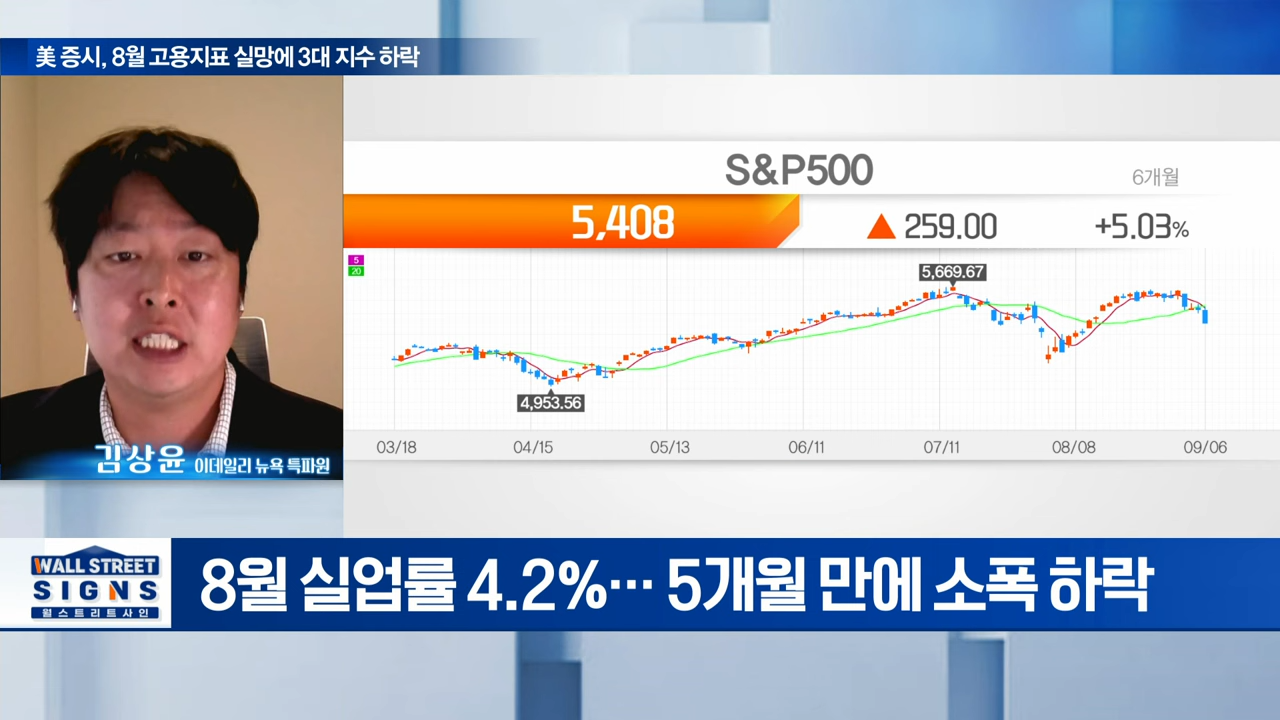 美 증시, 8월 고용지표 실망에 3대 지수 하락
S&P500
6개월
5,408
▲ 259.00
+5.03%
5
20
5,669.67
4,953.56
03/18
04/15
05/13
06/11
07/11
08/08
09/06
김상윤 이데일리 뉴욕 특파원
WALL STREET
SIGNS
월스트리트사인
8월 실업률 4.2%… 5개월 만에 소폭 하락